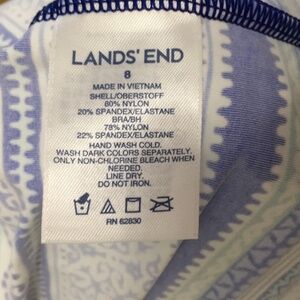 LANDS' END
8
MADE IN VIETNAM
SHELL/OBERSTOFF
80% NYLON
20% SPANDEX/ELASTANE
BRA/BH
78% NYLON
22% SPANDEX/ELASTANE
HAND WASH COLD.
WASH DARK COLORS SEPARATELY.
ONLY NON-CHLORINE BLEACH WHEN
NEEDED.
LINE DRY.
DO NOT IRON.
RN 62830